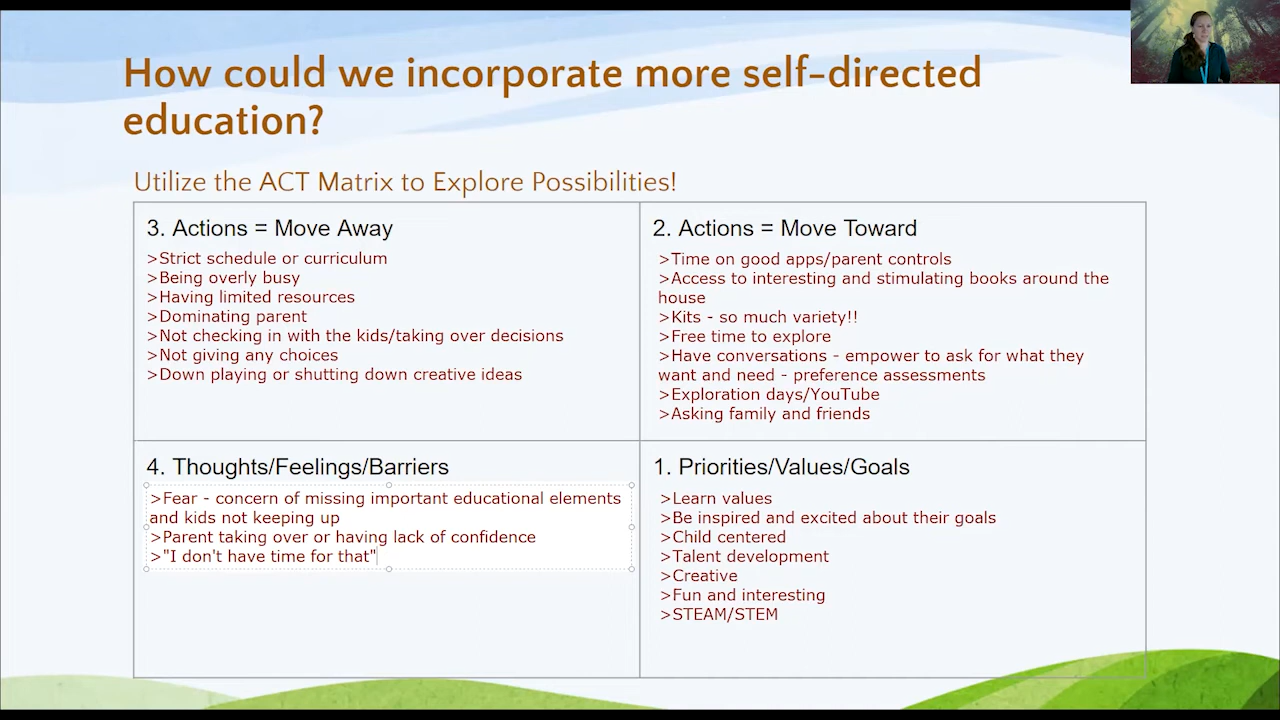 How could we incorporate more self-directed
education?
Utilize the ACT Matrix to Explore Possibilities!
3. Actions = Move Away
>Strict schedule or curriculum
>Being overly busy
>Having limited resources
>Dominating parent
>Not checking in with the kids/taking over decisions
>Not giving any choices
>Down playing or shutting down creative ideas
2. Actions = Move Toward
>Time on good apps/parent controls
>Access to interesting and stimulating books around the
house
>Kits - so much variety!!
>Free time to explore
>Have conversations - empower to ask for what they
want and need - preference assessments
>Exploration days/YouTube
>Asking family and friends
4. Thoughts/Feelings/Barriers
>Fear - concern of missing important educational elements
and kids not keeping up
>Parent taking over or having lack of confidence
>"I don't have time for that"
1. Priorities/Values/Goals
>Learn values
>Be inspired and excited about their goals
>Child centered
>Talent development
>Creative
>Fun and interesting
>STEAM/STEM